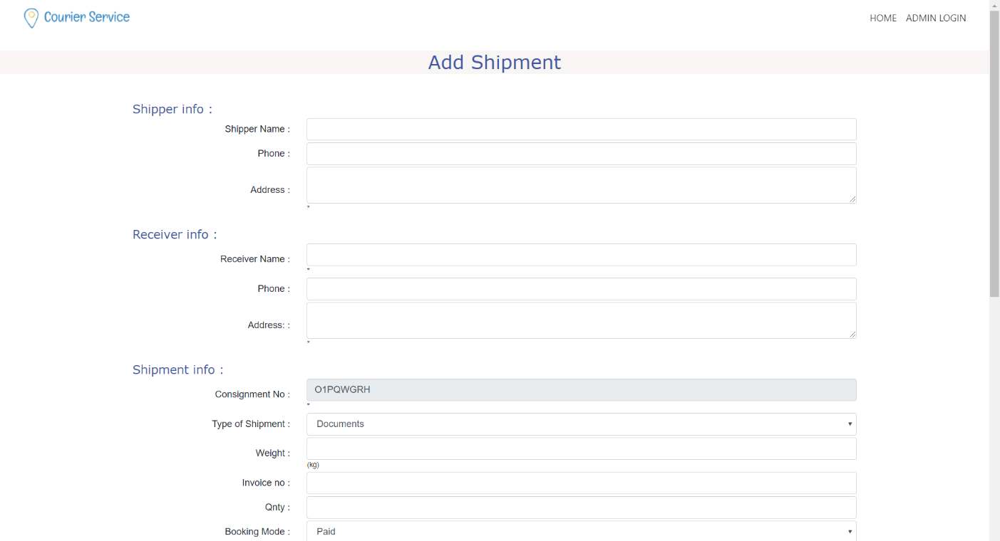 Courier Service
HOME ADMIN LOGIN
Add Shipment
Shipper info :
Shipper Name :
Phone :
Address :
*
Receiver info :
Receiver Name :
*
Phone :
Address: :
*
Shipment info :
Consignment No : O1PQWGRH
*
Type of Shipment : Documents
Weight :
(kg)
Invoice no :
Qnty :
Booking Mode : Paid